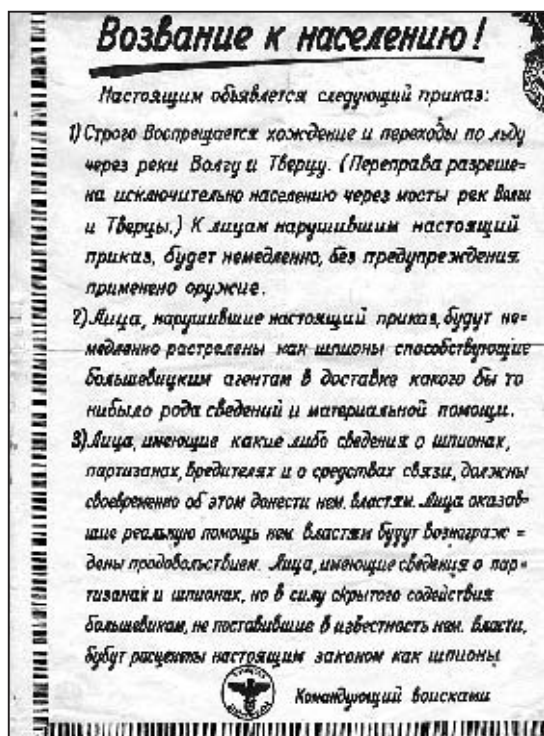 Возвание к населению!
Настоящим объявлется следующий приказ:
1) Строго Воспрещается хождение и переходы по льду
через реки Волгу и Тверцу. (Переправа разреше=
на исключительно населению через мосты рек Волги
и Тверцы.) К лицам нарушившим настоящий
приказ, будет немедленно, без предупреждения
применено оружие.
2) Лица, нарушившие настоящий приказ, будут не=
медленно растрелены как шпионы способствующие
большевицким агентам в доставке какого бы то
нибыло рода сведений и материальной помощи.
3) Лица, имеющие какие либо сведения о шпионах,
партизанах, вредителях и о средствах связи, должны
своевременно об этом донести нем. властям. Лица оказав=
шие реальную помощь нем. властям будут вознаграж=
дены продовольствием. Лица, имеющие сведения о пар=
тизанах и шпионах, но в силу скрытого содействия
большевикам, не поставившие в известность нем. власти,
будут расценены настоящим законом как шпионы
Командующий войсками